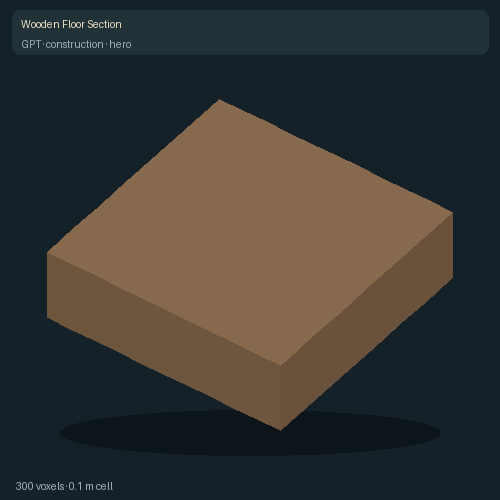 Wooden Floor Section
GPT · construction · hero
300 voxels · 0.1 m cell